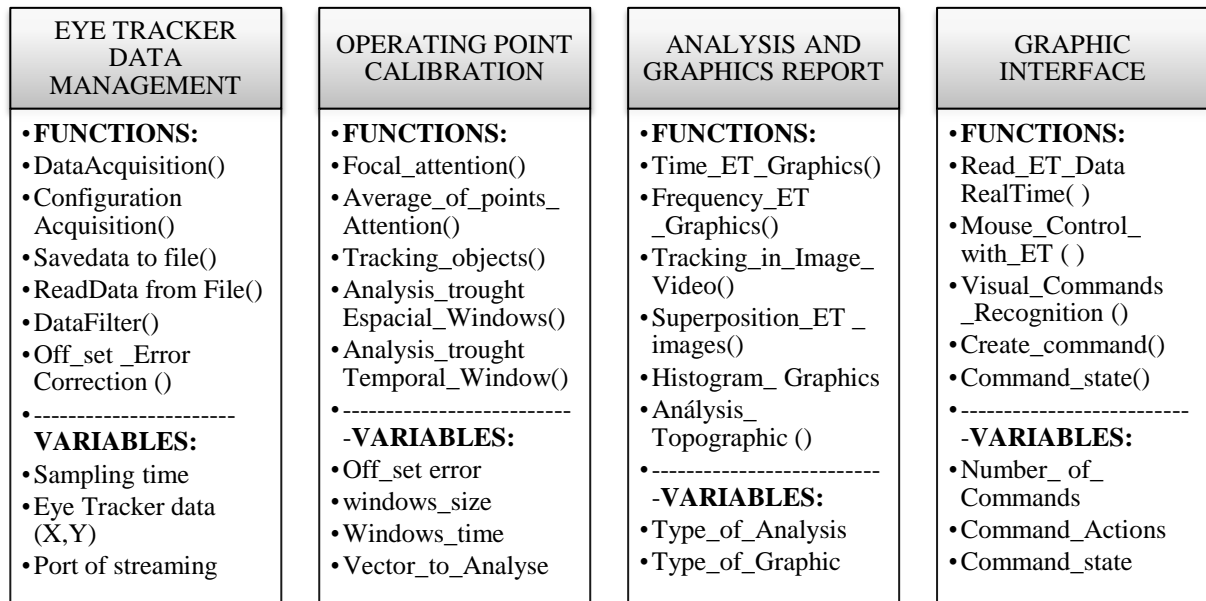 EYE TRACKER
DATA
MANAGEMENT
•FUNCTIONS:
•DataAcquisition()
•Configuration
Acquisition()
•Savedata to file()
•ReadData from File()
•DataFilter()
•Off_set _Error
Correction ()
•-----------------------
VARIABLES:
•Sampling time
•Eye Tracker data
(X,Y)
•Port of streaming
OPERATING POINT
CALIBRATION
•FUNCTIONS:
•Focal_attention()
•Average_of_points_
Attention()
•Tracking_objects()
•Analysis_trought
Espacial_Windows()
•Analysis_trought
Temporal_Window()
•--------------------------
-VARIABLES:
•Off_set error
•windows_size
•Windows_time
•Vector_to_Analyse
ANALYSIS AND
GRAPHICS REPORT
•FUNCTIONS:
•Time_ET_Graphics()
•Frequency_ET
_Graphics()
•Tracking_in_Image_
Video()
•Superposition_ET _
images()
•Histogram_ Graphics
•Análysis_
Topographic ()
•--------------------------
-VARIABLES:
•Type_of_Analysis
•Type_of_Graphic
GRAPHIC
INTERFACE
•FUNCTIONS:
•Read_ET_Data
RealTime( )
•Mouse_Control_
with_ET ( )
•Visual_Commands
_Recognition ()
•Create_command()
•Command_state()
•--------------------------
-VARIABLES:
•Number_ of_
Commands
•Command_Actions
•Command_state